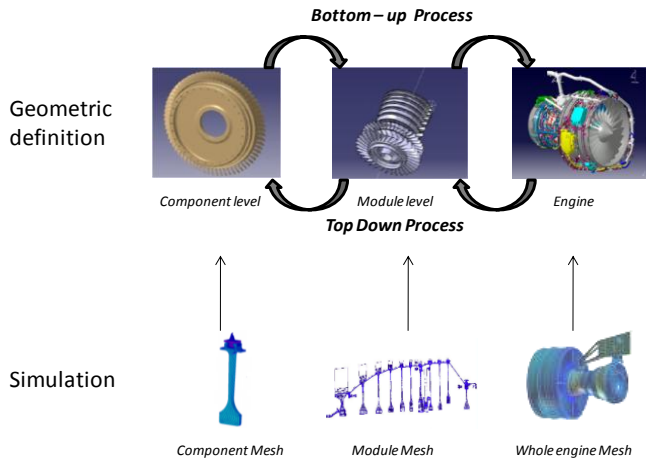 Bottom – up Process
Geometric
definition
Component level
Module level
Engine
Top Down Process
Simulation
Component Mesh
Module Mesh
Whole engine Mesh